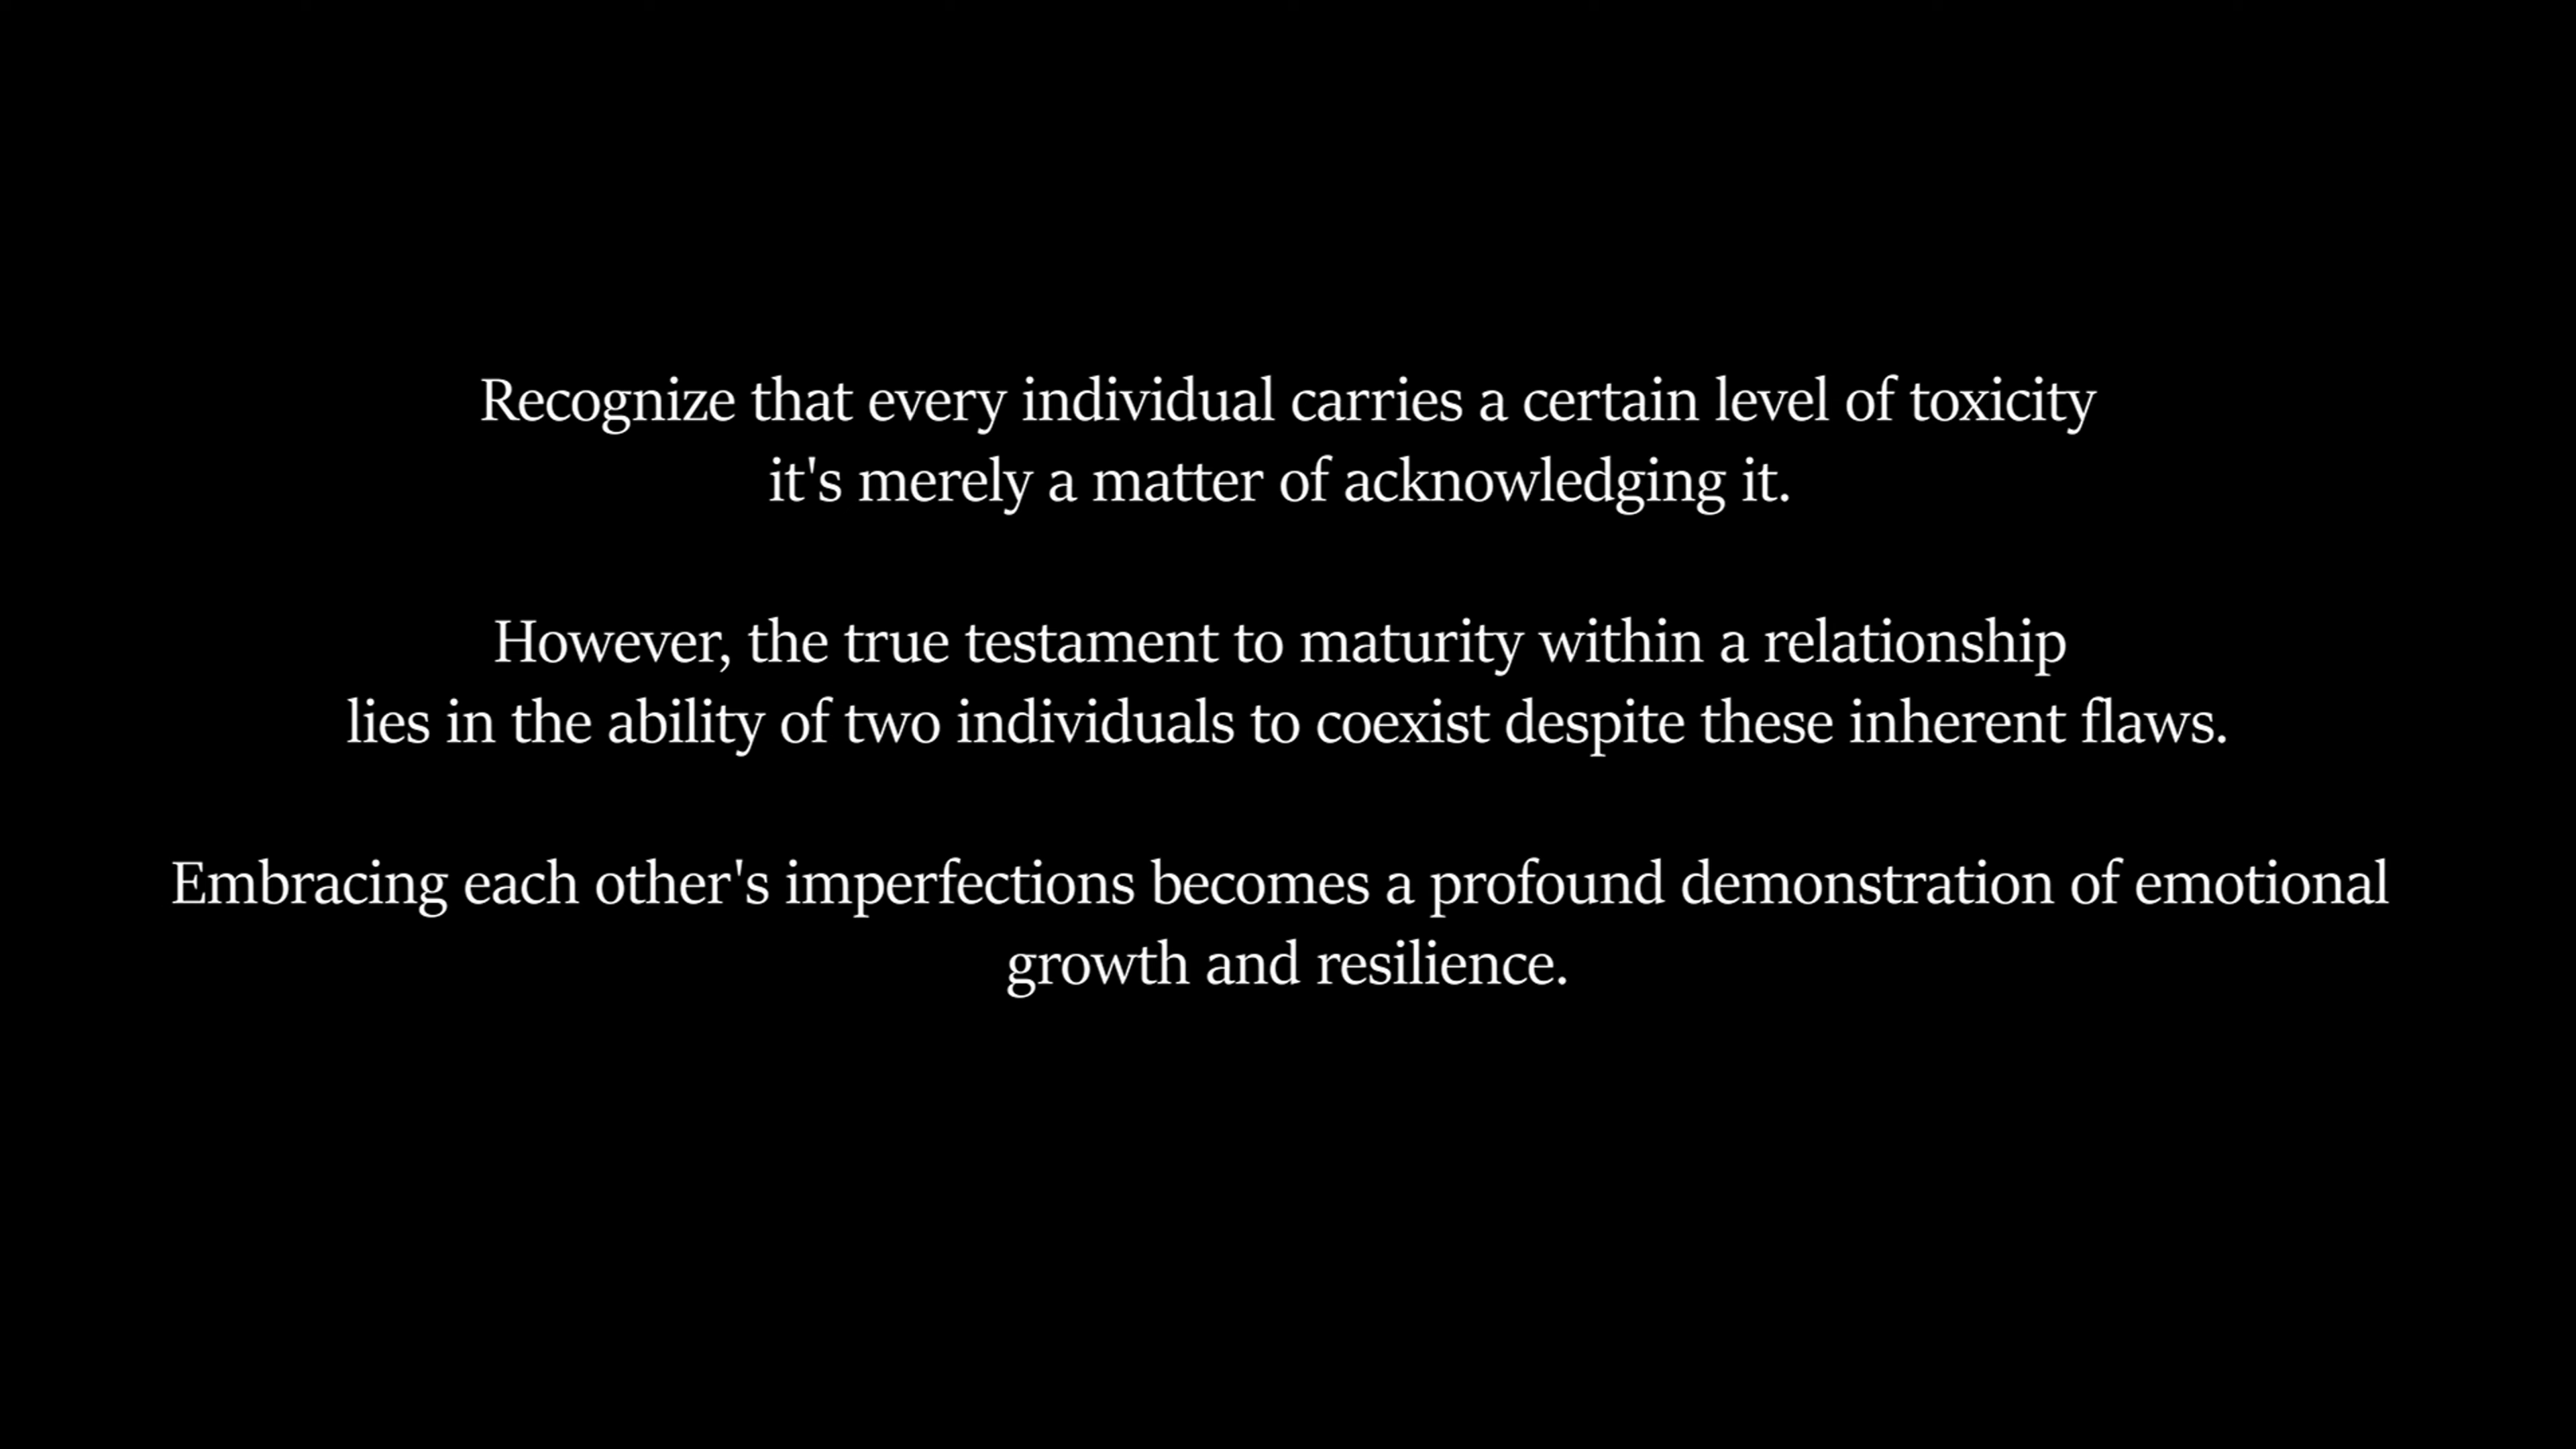 Recognize that every individual carries a certain level of toxicity
it's merely a matter of acknowledging it.
However, the true testament to maturity within a relationship
lies in the ability of two individuals to coexist despite these inherent flaws.
Embracing each other's imperfections becomes a profound demonstration of emotional
growth and resilience.